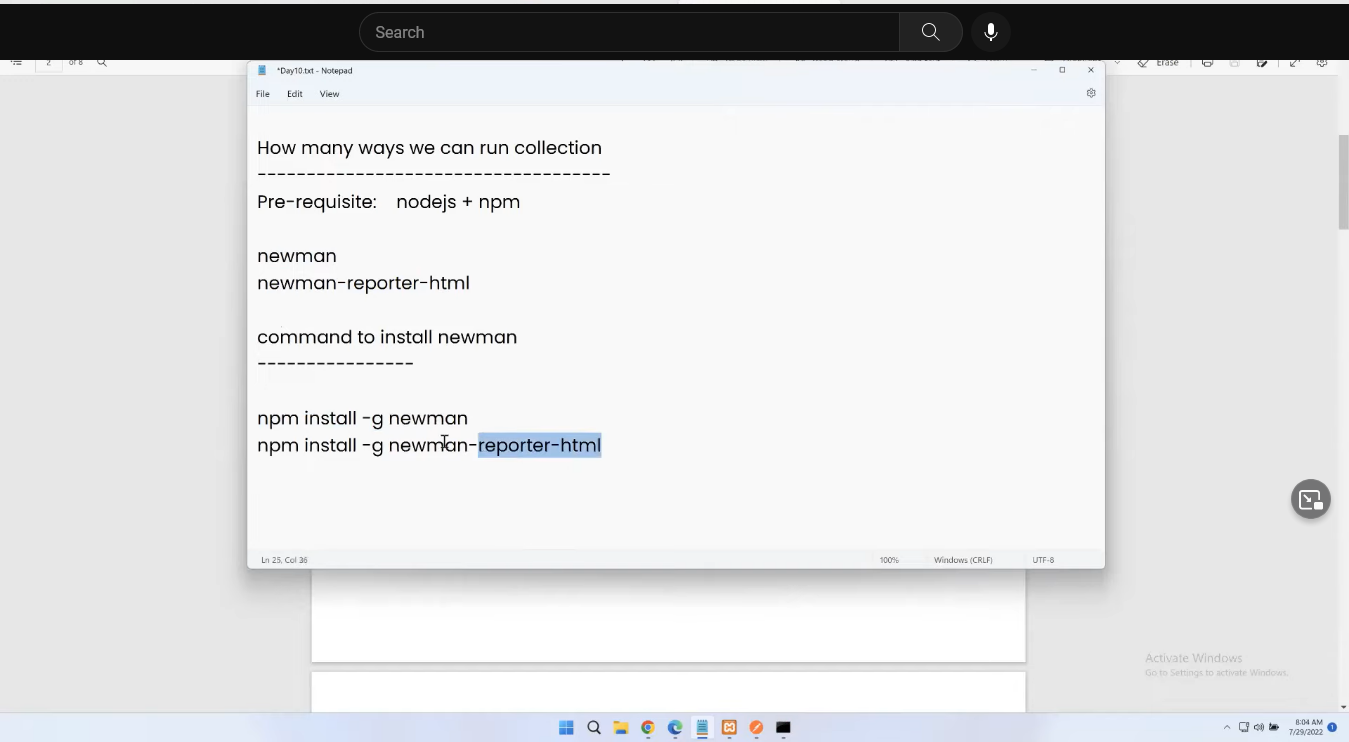 Search
2 of 8
Erase
*Day10.txt - Notepad
File Edit View
How many ways we can run collection
-----------------------------------
Pre-requisite: nodejs + npm
newman
newman-reporter-html
command to install newman
----------------
npm install -g newman
npm install -g newman-reporter-html
Ln 25, Col 36 100% Windows (CRLF) UTF-8
Activate Windows
Go to Settings to activate Windows.
8:04 AM
7/29/2022
1